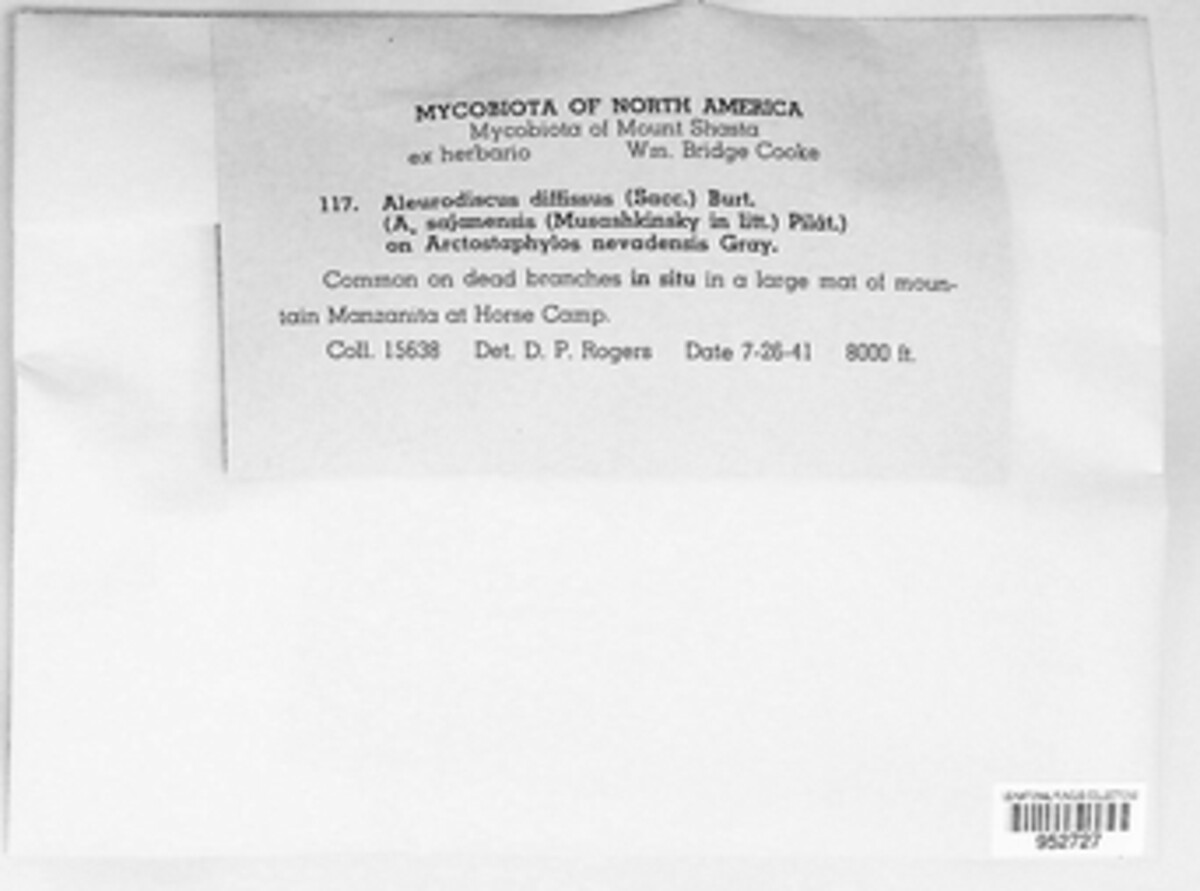 MYCOBIOTA OF NORTH AMERICA
Mycobiota of Mount Shasta
ex herbario Wm. Bridge Cooke
117. Aleurodiscus diffissus (Sacc.) Burt.
(A. sajanensis (Musashkinsky in litt.) Pilát.)
on Arctostaphylos nevadensis Gray.
Common on dead branches in situ in a large mat of moun-
tain Manzanita at Horse Camp.
Coll. 15638 Det. D. P. Rogers Date 7-26-41 8000 ft.
952727